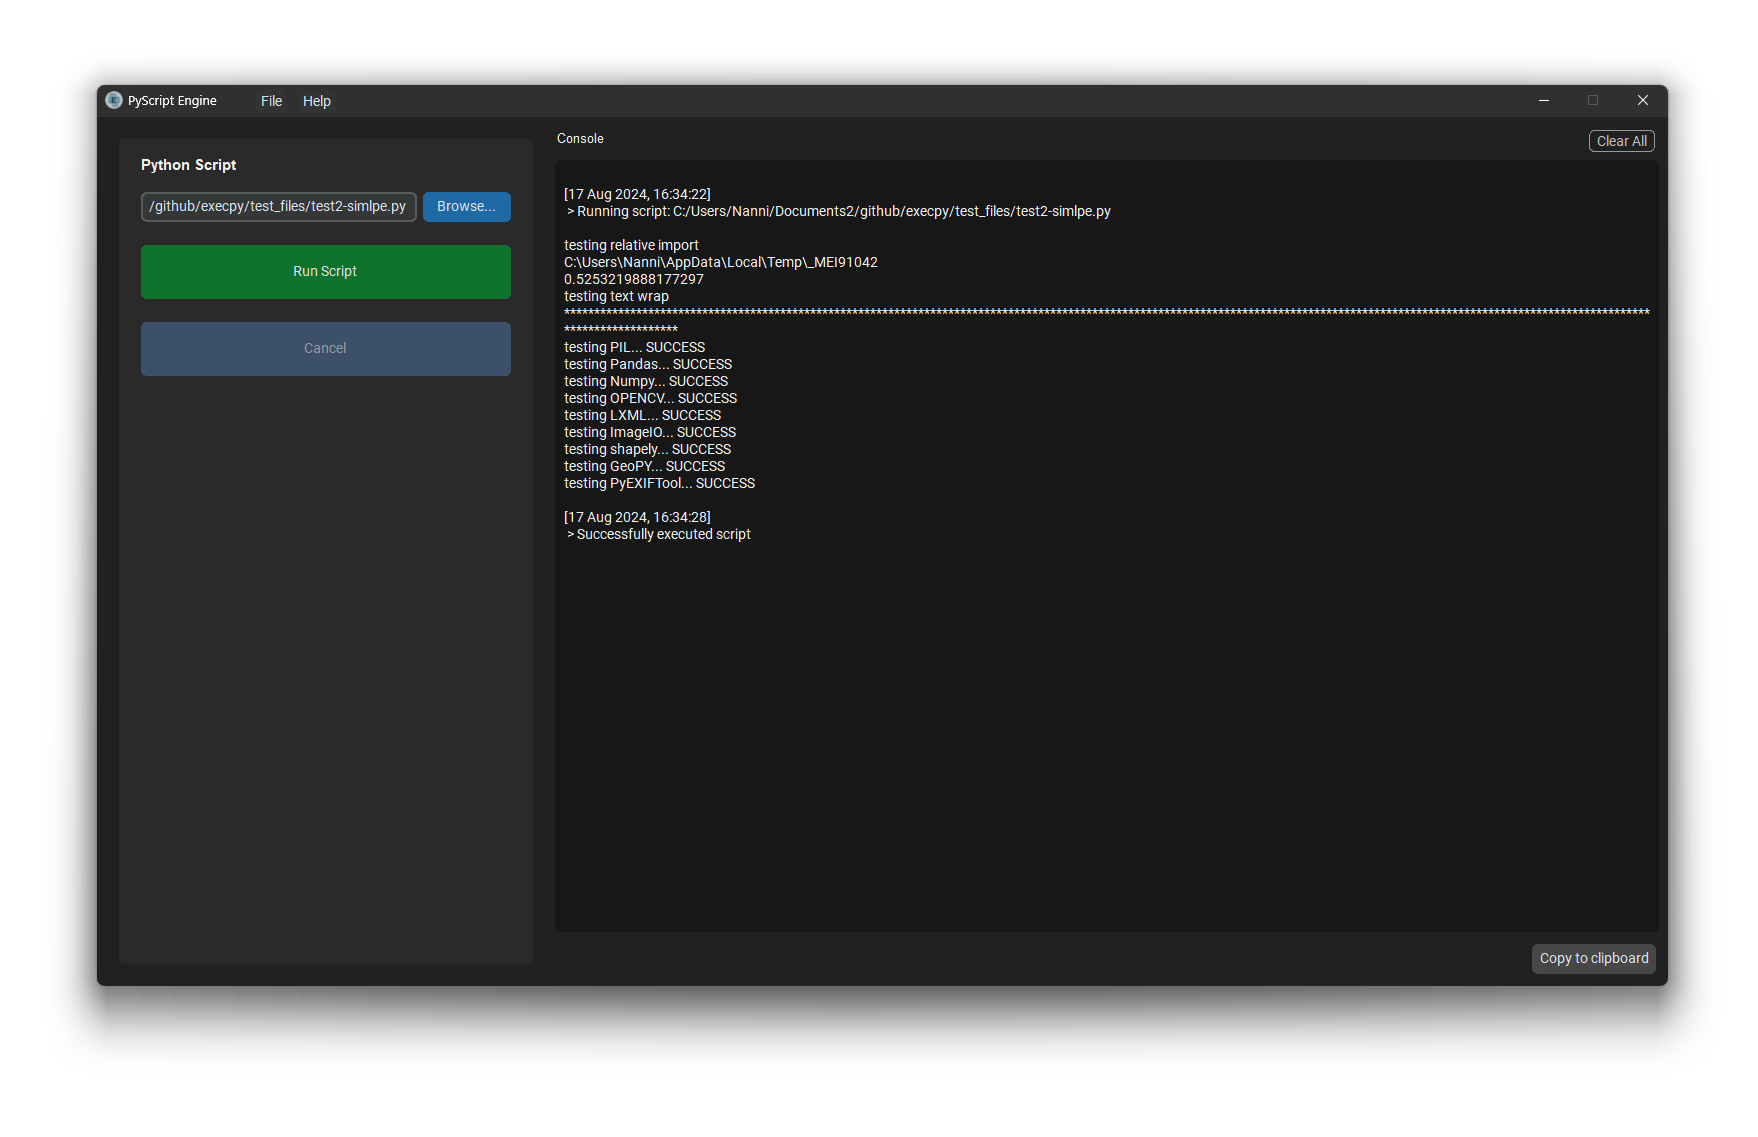 PyScript Engine File Help
Python Script
/github/execpy/test_files/test2-simlpe.py Browse...
Run Script
Cancel
Console Clear All
[17 Aug 2024, 16:34:22]
> Running script: C:/Users/Nanni/Documents2/github/execpy/test_files/test2-simlpe.py
testing relative import
C:\Users\Nanni\AppData\Local\Temp\_MEI91042
0.5253219888177297
testing text wrap
*************************************************************************************************************************************************************************************
*******************
testing PIL... SUCCESS
testing Pandas... SUCCESS
testing Numpy... SUCCESS
testing OPENCV... SUCCESS
testing LXML... SUCCESS
testing ImageIO... SUCCESS
testing shapely... SUCCESS
testing GeoPY... SUCCESS
testing PyEXIFTool... SUCCESS
[17 Aug 2024, 16:34:28]
> Successfully executed script
Copy to clipboard